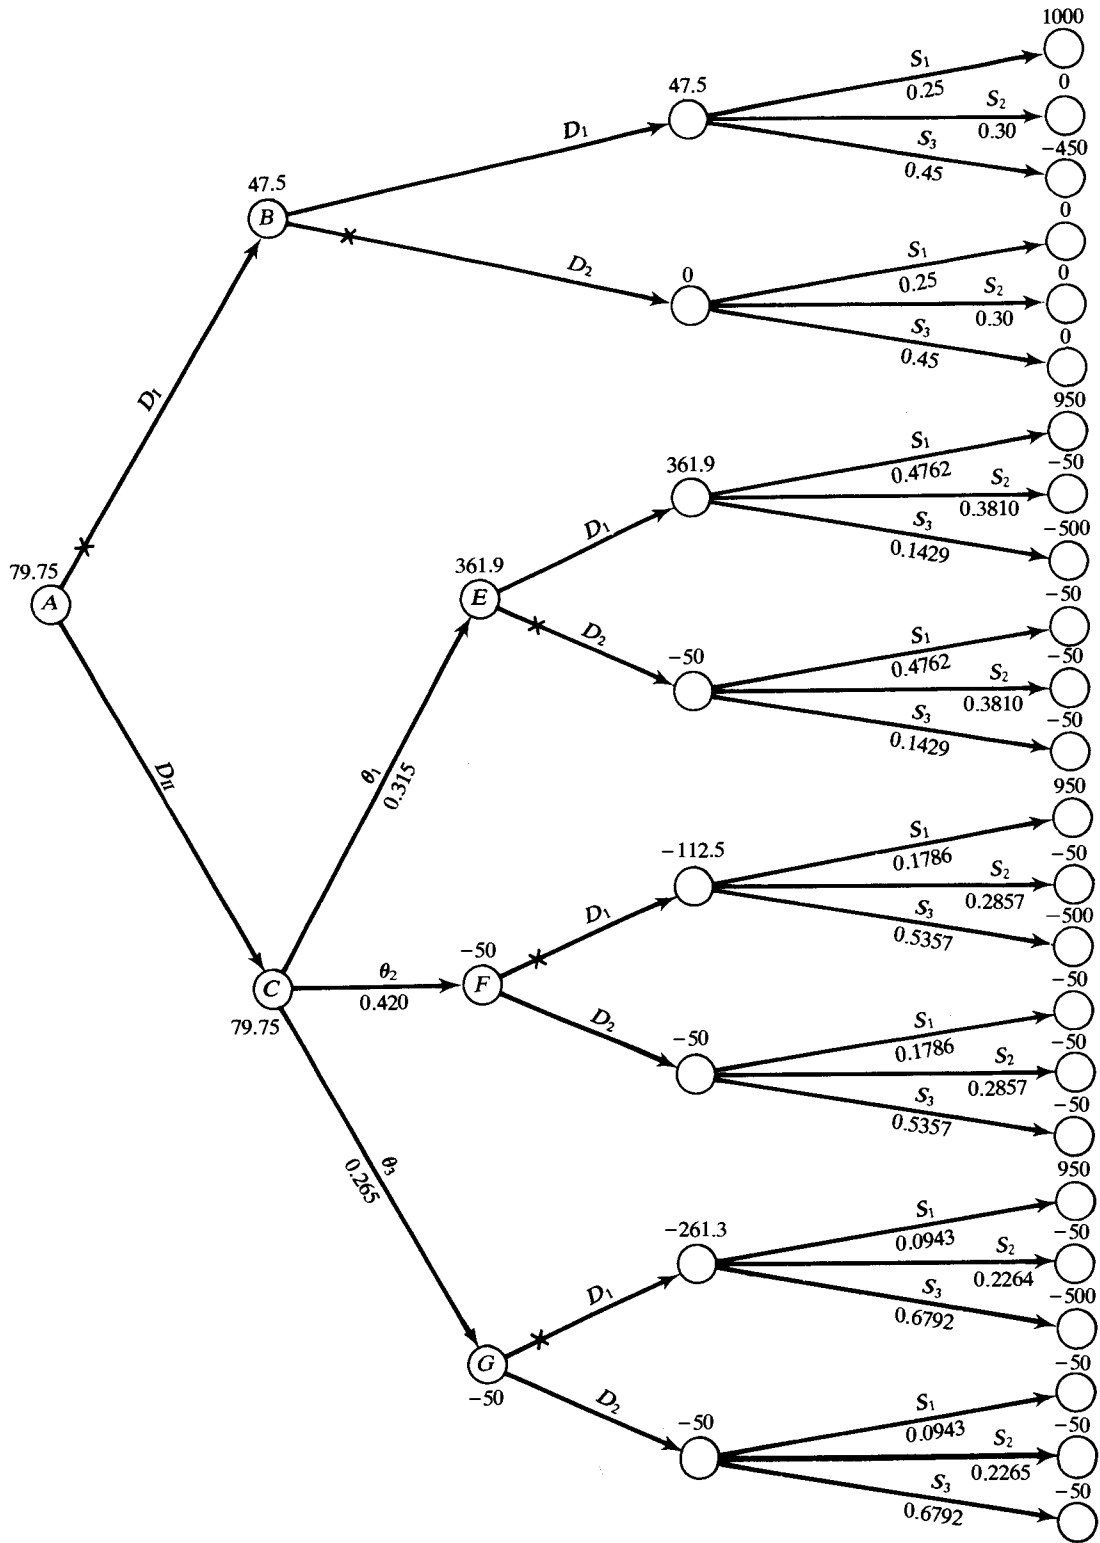 1000
S₁
0.25
0
47.5
S₂
0.30
D₁
S₃
-450
0.45
47.5
B
0
S₁
0.25
D₂
0
0
S₂
0.30
S₃
0
0.45
D₁
950
S₁
0.4762
361.9
-50
S₂
0.3810
D₁
S₃
-500
0.1429
79.75
A
361.9
E
-50
D₂
S₁
0.4762
-50
-50
S₂
0.3810
S₃
-50
0.1429
D_II
θ₁
0.315
950
S₁
0.1786
-112.5
-50
S₂
0.2857
D₁
S₃
-500
0.5357
-50
F
θ₂
0.420
C
79.75
-50
D₂
S₁
0.1786
-50
-50
S₂
0.2857
S₃
-50
0.5357
θ₃
0.265
950
S₁
0.0943
-261.3
-50
S₂
0.2264
D₁
S₃
-500
0.6792
G
-50
-50
D₂
S₁
0.0943
-50
-50
S₂
0.2265
S₃
-50
0.6792